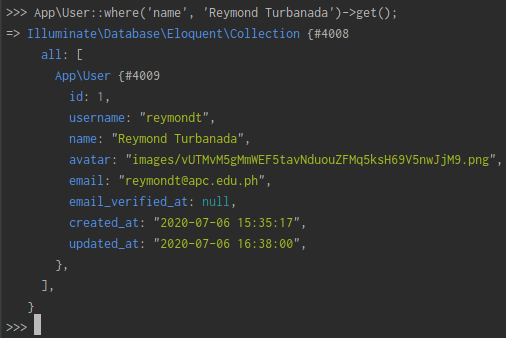 >>> App\User::where('name', 'Reymond Turbanada')->get();
=> Illuminate\Database\Eloquent\Collection {#4008
all: [
App\User {#4009
id: 1,
username: "reymondt",
name: "Reymond Turbanada",
avatar: "images/vUTMvM5gMmWEF5tavNduouZFMq5ksH69V5nwJjM9.png",
email: "reymondt@apc.edu.ph",
email_verified_at: null,
created_at: "2020-07-06 15:35:17",
updated_at: "2020-07-06 16:38:00",
},
],
}
>>>